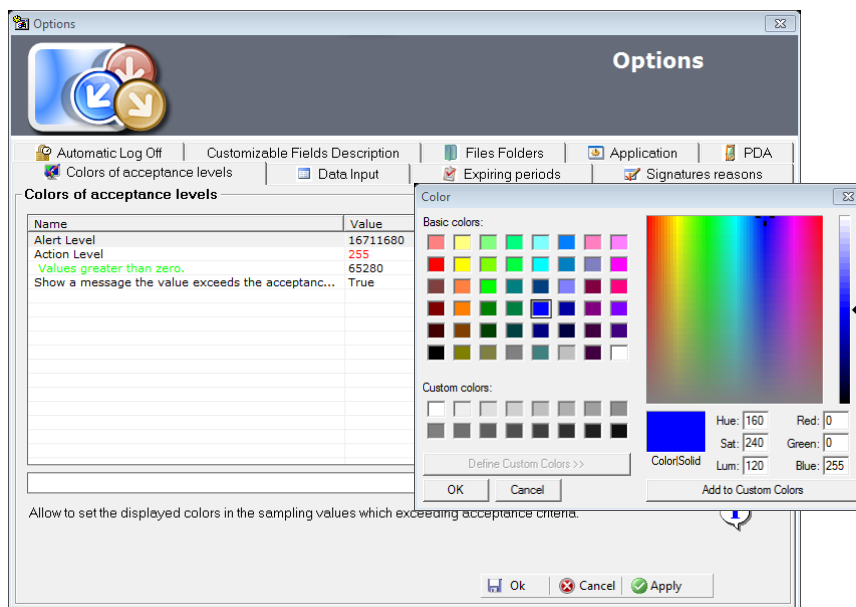 Options
Options
Automatic Log Off
Customizable Fields Description
Files Folders
Application
PDA
Colors of acceptance levels
Data Input
Expiring periods
Signatures reasons
Colors of acceptance levels
Name Value
Alert Level 16711680
Action Level 255
Values greater than zero. 65280
Show a message the value exceeds the acceptanc... True
Allow to set the displayed colors in the sampling values which exceeding acceptance criteria.
Ok Cancel Apply
Color
Basic colors:
Custom colors:
Define Custom Colors >>
OK Cancel
Color|Solid
Hue: 160 Red: 0
Sat: 240 Green: 0
Lum: 120 Blue: 255
Add to Custom Colors